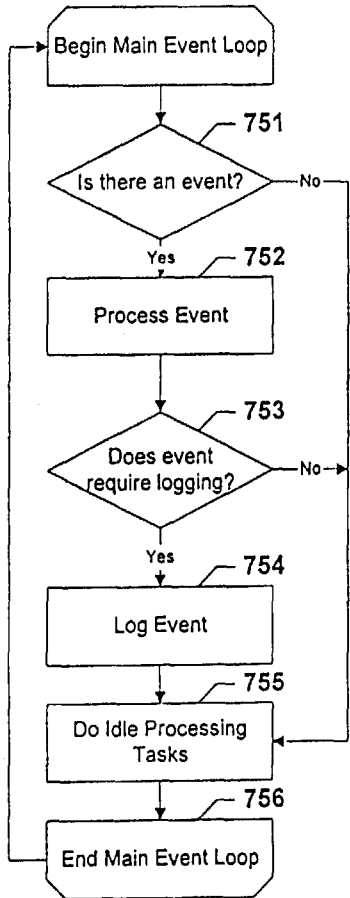 Begin Main Event Loop
751
Is there an event?
No
Yes
752
Process Event
753
Does event
require logging?
No
Yes
754
Log Event
755
Do Idle Processing
Tasks
756
End Main Event Loop